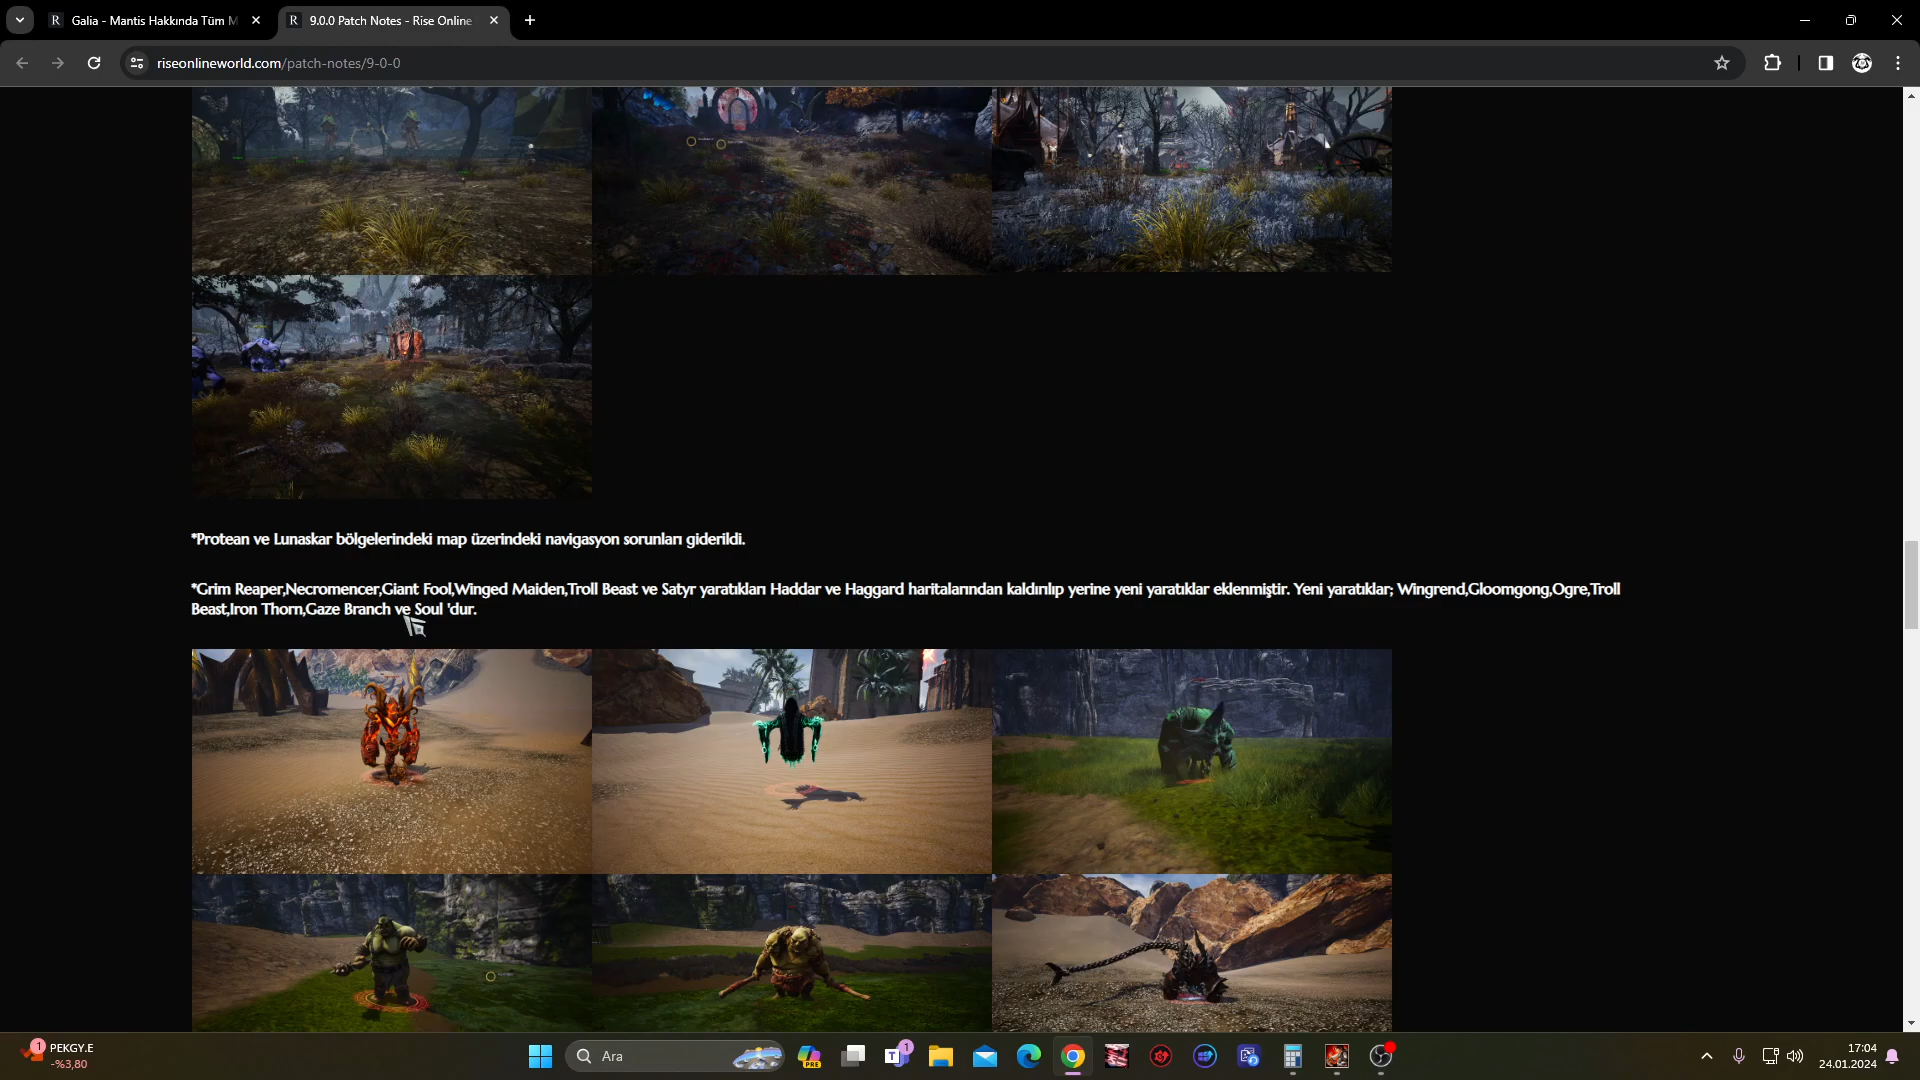 Galia - Mantis Hakkında Tüm M
9.0.0 Patch Notes - Rise Online
riseonlineworld.com/patch-notes/9-0-0
*Protean ve Lunaskar bölgelerindeki map üzerindeki navigasyon sorunları giderildi.
*Grim Reaper,Necromencer,Giant Fool,Winged Maiden,Troll Beast ve Satyr yaratıkları Haddar ve Haggard haritalarından kaldırılıp yerine yeni yaratıklar eklenmiştir. Yeni yaratıklar; Wingrend,Gloomgong,Ogre,Troll
Beast,Iron Thorn,Gaze Branch ve Soul 'dur.
1
PEKGY.E
-%3,80
Ara
PRE
T
1
17:04
24.01.2024